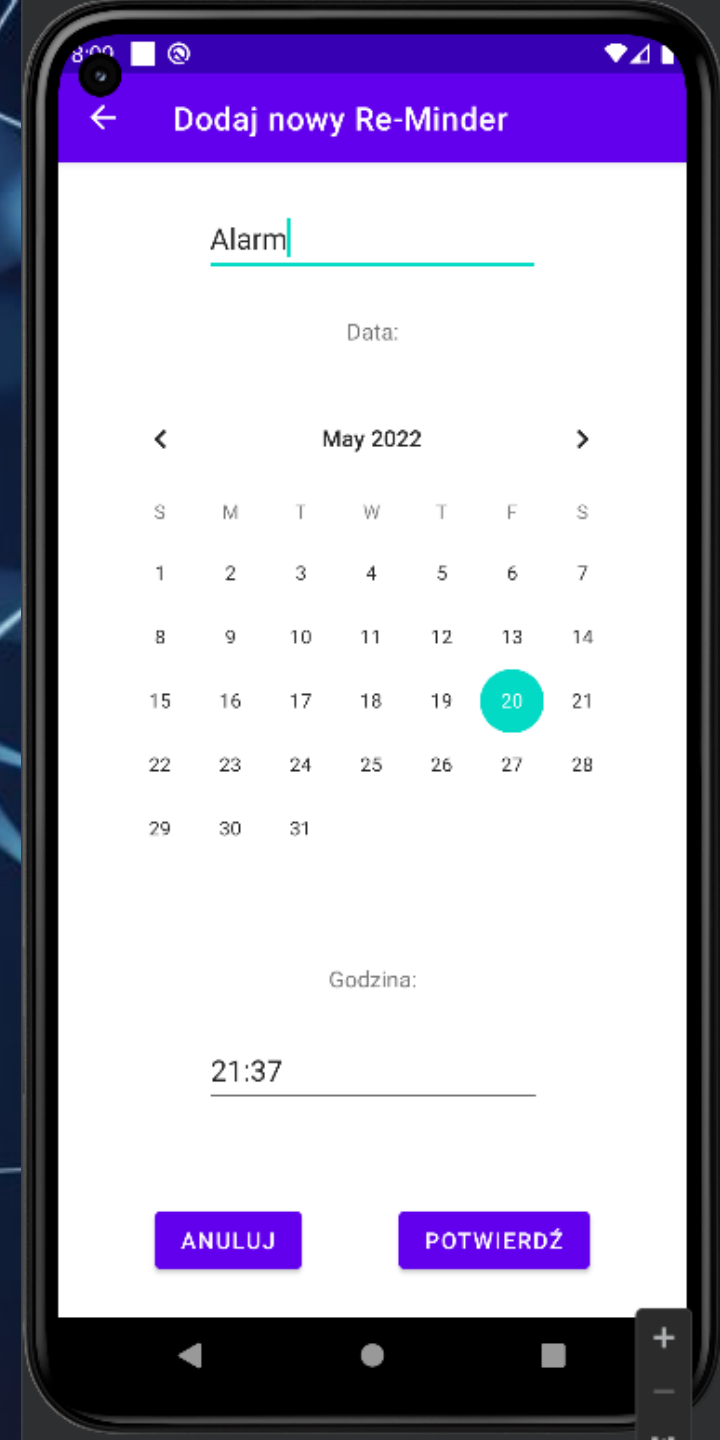 8:00
Dodaj nowy Re-Minder
Alarm
Data:
May 2022
S M T W T F S
1 2 3 4 5 6 7
8 9 10 11 12 13 14
15 16 17 18 19 20 21
22 23 24 25 26 27 28
29 30 31
Godzina:
21:37
ANULUJ POTWIERDŹ